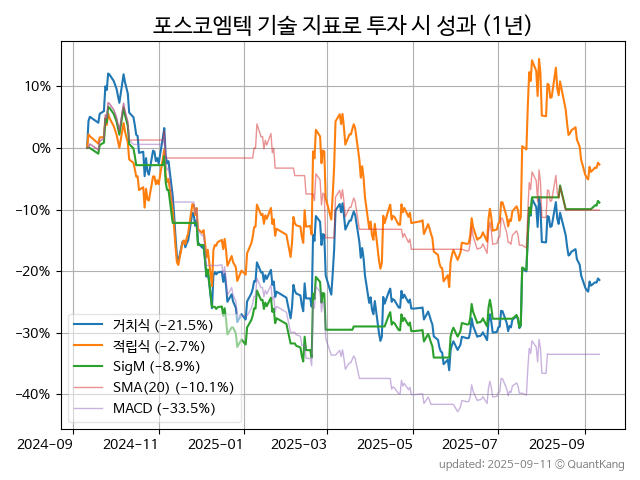 포스코엠텍 기술 지표로 투자 시 성과 (1년)
10%
0%
−10%
−20%
−30%
−40%
거치식 (−21.5%)
적립식 (−2.7%)
SigM (−8.9%)
SMA(20) (−10.1%)
MACD (−33.5%)
2024-09 2024-11 2025-01 2025-03 2025-05 2025-07 2025-09
updated: 2025-09-11 © QuantKang